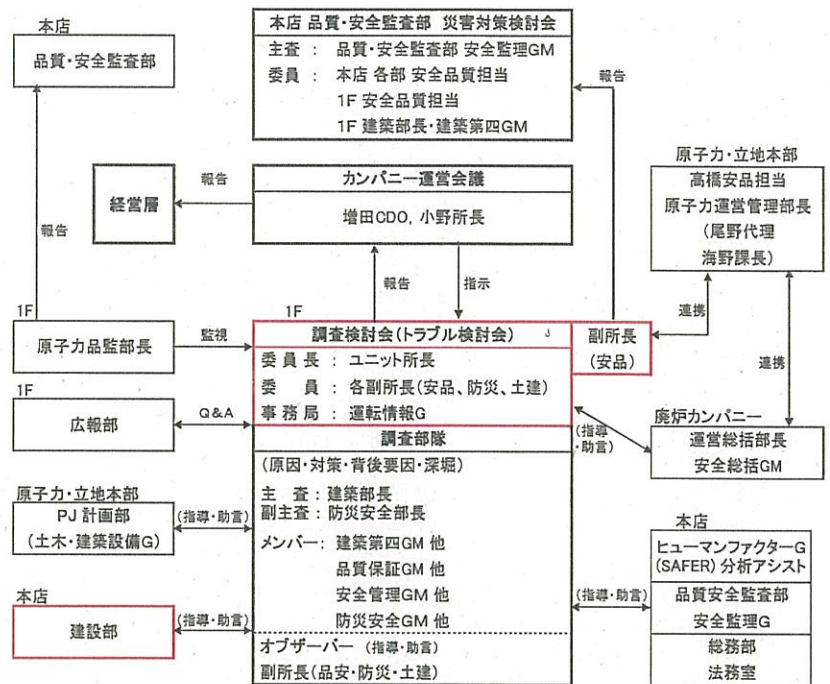 本店
品質・安全監査部
本店 品質・安全監査部　災害対策検討会
主査 ： 品質・安全監査部 安全監理GM
委員 ： 本店 各部 安全品質担当
1F 安全品質担当
1F 建築部長・建築第四GM
報告
報告
経営層
報告
カンパニー運営会議
増田CDO, 小野所長
報告
指示
原子力・立地本部
高橋安品担当
原子力運営管理部長
(尾野代理
海野課長)
連携
連携
1F
原子力品監部長
監視
1F
調査検討会(トラブル検討会)
委員長 ： ユニット所長
委　員 ： 各副所長(安品、防災、土建)
事務局 ： 運転情報G
副所長
(安品)
1F
広報部
Q&A
調査部隊
(原因・対策・背後要因・深堀)
主　査 ： 建築部長
副主査 ： 防災安全部長
メンバー： 建築第四GM 他
品質保証GM 他
安全管理GM 他
防災安全GM 他
オブザーバー (指導・助言)
副所長(品安・防災・土建)
(指導
・助言)
廃炉カンパニー
運営総括部長
安全総括GM
原子力・立地本部
PJ 計画部
(土木・建築設備G)
(指導・助言)
本店
建設部
(指導・助言)
(指導・助言)
本店
ヒューマンファクターG
(SAFER) 分析アシスト
品質安全監査部
安全監理G
総務部
法務室